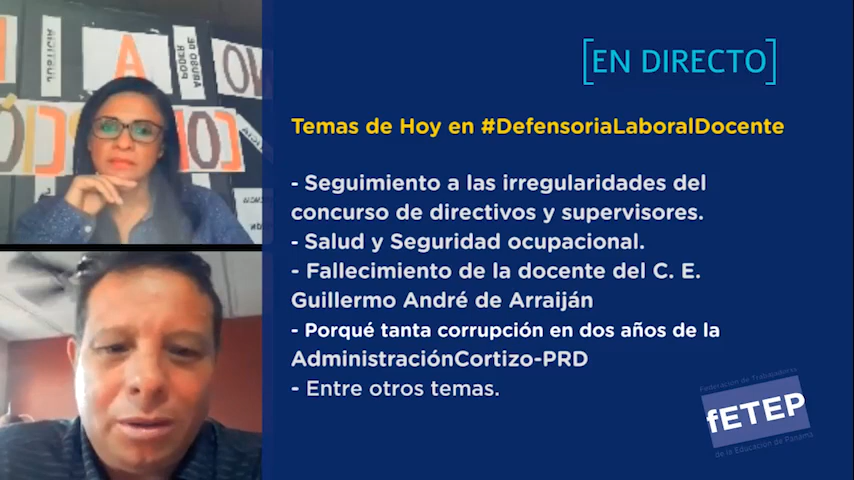 [EN DIRECTO]
Temas de Hoy en #DefensoriaLaboralDocente
- Seguimiento a las irregularidades del
concurso de directivos y supervisores.
- Salud y Seguridad ocupacional.
- Fallecimiento de la docente del C. E.
Guillermo André de Arraiján
- Porqué tanta corrupción en dos años de la
AdministraciónCortizo-PRD
- Entre otros temas.
Federación de Trabajadores
fETEP
de la Educación de Panamá
A
PODER